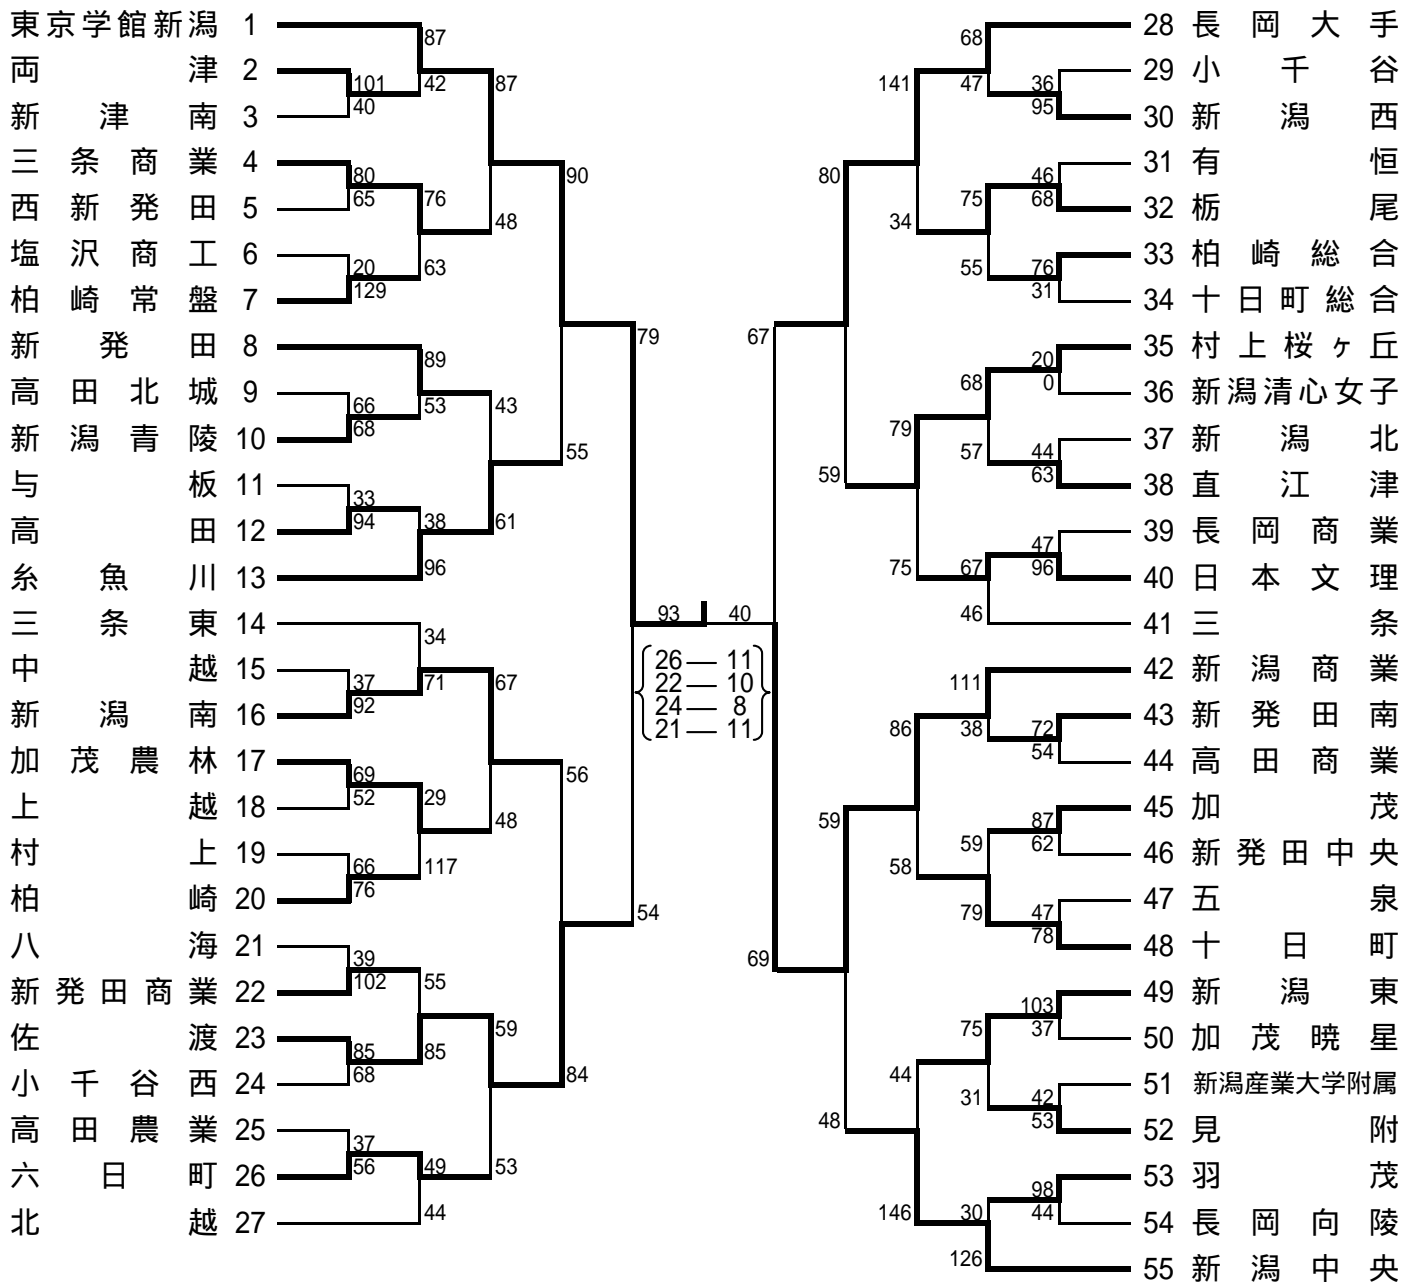 東京学館新潟 1
両津 2
新津南 3
三条商業 4
西新発田 5
塩沢商工 6
柏崎常盤 7
新発田 8
高田北城 9
新潟青陵 10
与板 11
高田 12
糸魚川 13
三条東 14
中越 15
新潟南 16
加茂農林 17
上越 18
村上 19
柏崎 20
八海 21
新発田商業 22
佐渡 23
小千谷西 24
高田農業 25
六日町 26
北越 27
101
40
80
65
20
129
66
68
33
94
37
92
69
52
66
76
39
102
85
68
37
56
87
42
76
63
89
53
38
96
34
71
29
117
55
85
49
44
87
48
43
61
67
48
59
53
90
55
56
84
79
54
93 40
26 — 11
22 — 10
24 — 8
21 — 11
67
69
80
59
59
48
141
34
79
75
86
58
44
146
68
47
75
55
68
57
67
46
111
38
59
79
75
31
30
126
36
95
46
68
76
31
20
0
44
63
47
96
72
54
87
62
47
78
103
37
42
53
98
44
28 長岡大手
29 小千谷
30 新潟西
31 有恒
32 栃尾
33 柏崎総合
34 十日町総合
35 村上桜ヶ丘
36 新潟清心女子
37 新潟北
38 直江津
39 長岡商業
40 日本文理
41 三条
42 新潟商業
43 新発田南
44 高田商業
45 加茂
46 新発田中央
47 五泉
48 十日町
49 新潟東
50 加茂暁星
51 新潟産業大学附属
52 見附
53 羽茂
54 長岡向陵
55 新潟中央